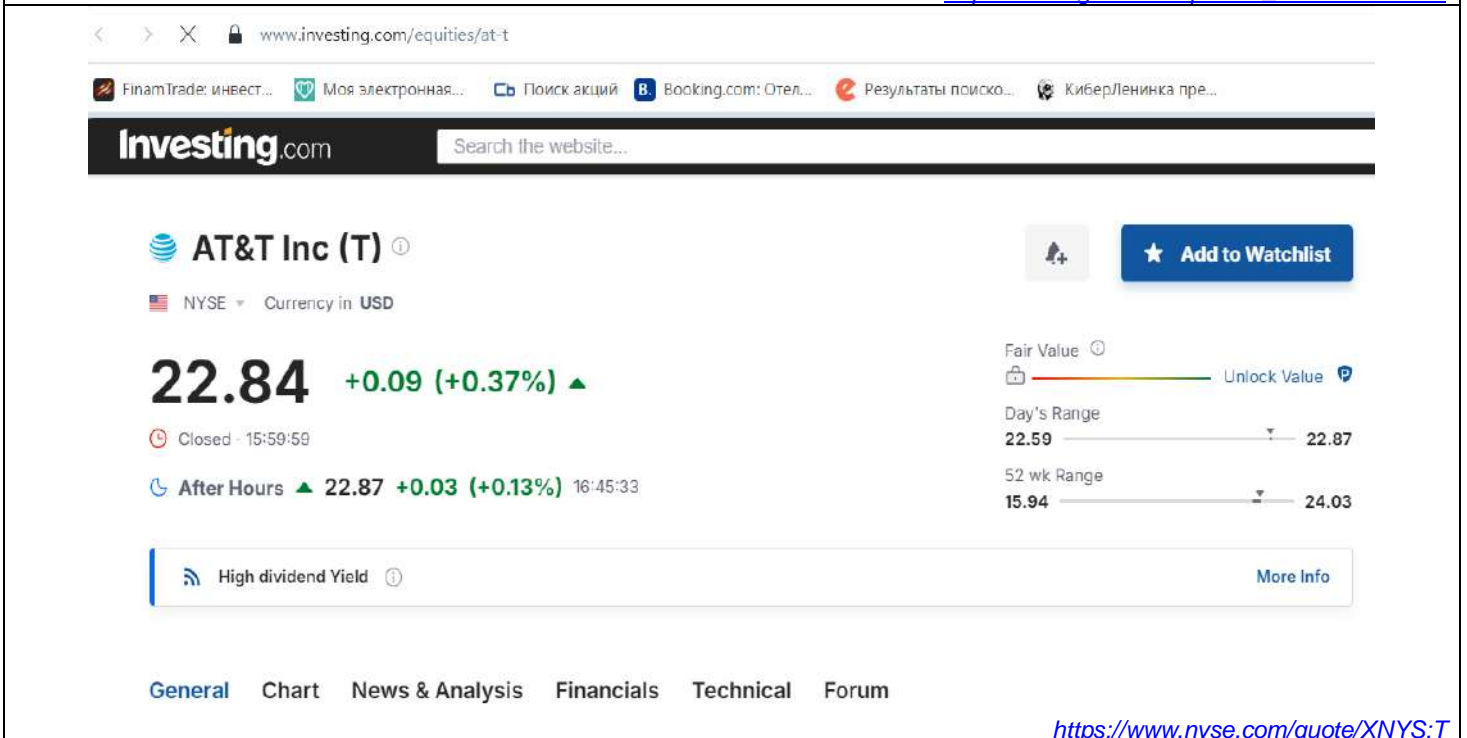 www.investing.com/equities/at-t
FinamTrade: инвест... Моя электронная... Поиск акций B. Booking.com: Отел... Результаты поиско... КиберЛенинка пре...
Investing.com Search the website...
AT&T Inc (T)
Add to Watchlist
NYSE Currency in USD
22.84 +0.09 (+0.37%)
Closed · 15:59:59
After Hours 22.87 +0.03 (+0.13%) 16:45:33
Fair Value
Unlock Value
Day's Range
22.59 22.87
52 wk Range
15.94 24.03
High dividend Yield More Info
General Chart News & Analysis Financials Technical Forum
https://www.nyse.com/quote/XNYS:T